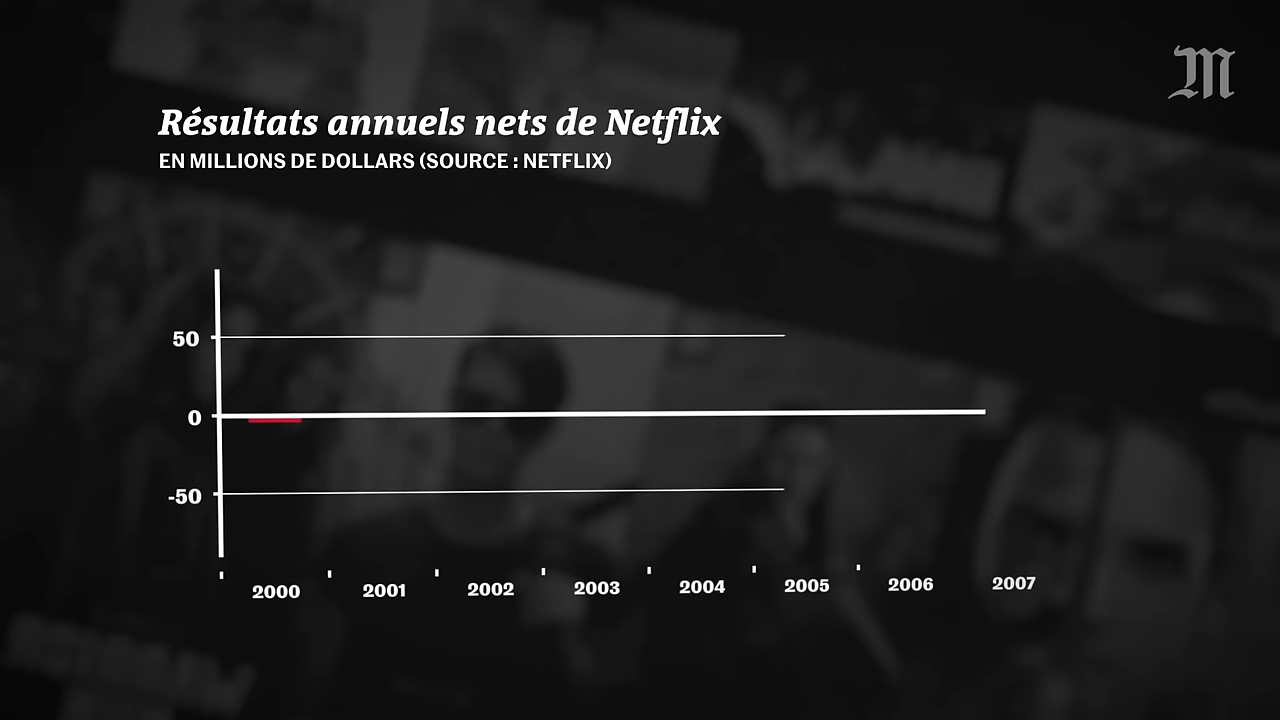 M
Résultats annuels nets de Netflix
EN MILLIONS DE DOLLARS (SOURCE : NETFLIX)
50
0
-50
2000 2001 2002 2003 2004 2005 2006 2007